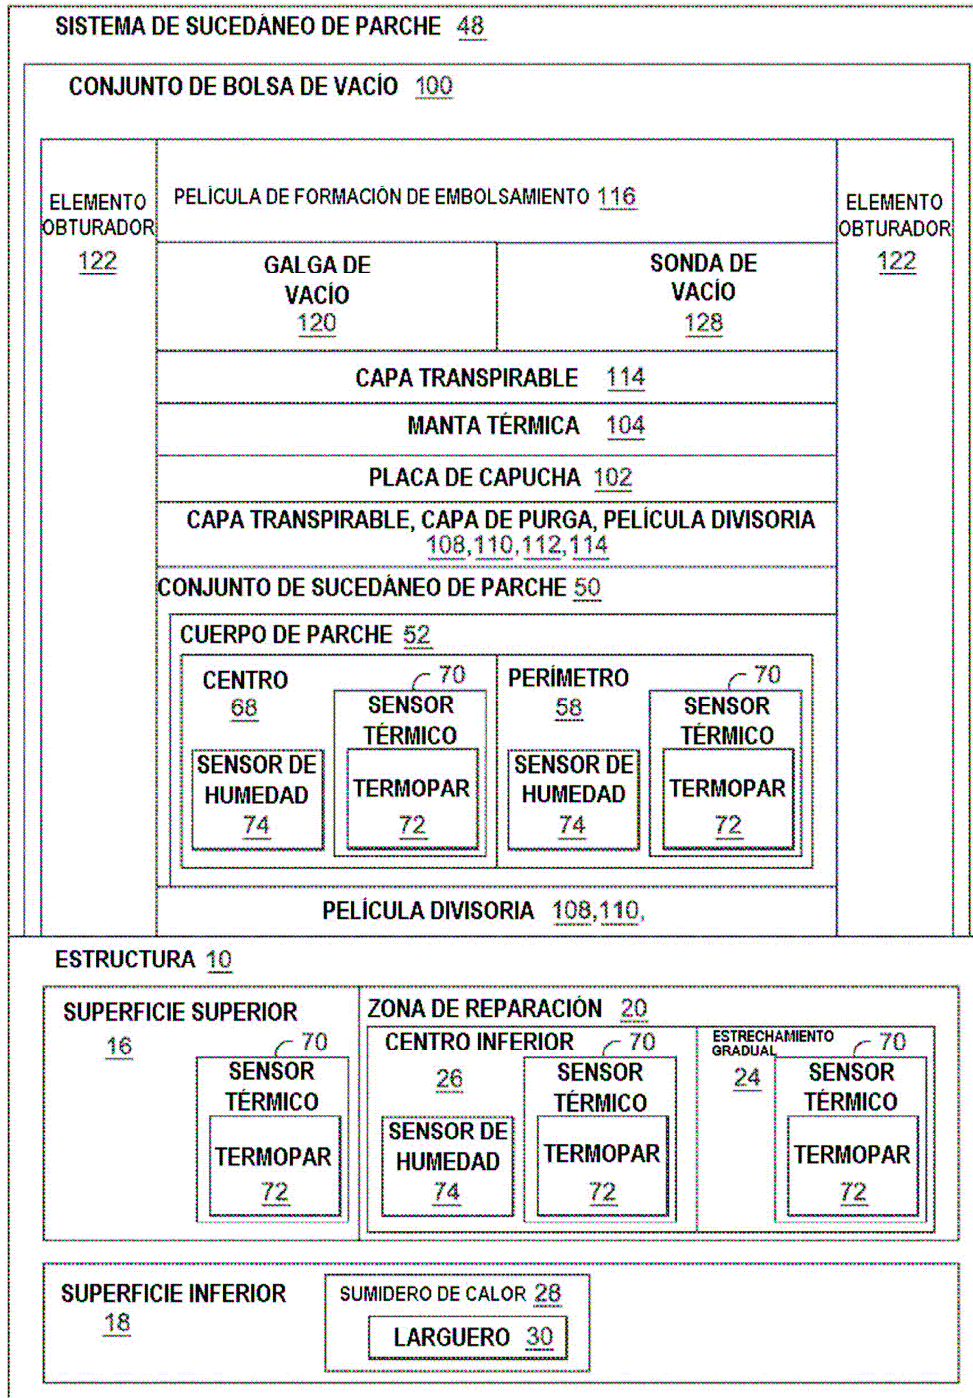 SISTEMA DE SUCEDÁNEO DE PARCHE 48
CONJUNTO DE BOLSA DE VACÍO 100
ELEMENTO
OBTURADOR
122
PELÍCULA DE FORMACIÓN DE EMBOLSAMIENTO 116
ELEMENTO
OBTURADOR
122
GALGA DE
VACÍO
120
SONDA DE
VACÍO
128
CAPA TRANSPIRABLE 114
MANTA TÉRMICA 104
PLACA DE CAPUCHA 102
CAPA TRANSPIRABLE, CAPA DE PURGA, PELÍCULA DIVISORIA
108,110,112,114
CONJUNTO DE SUCEDÁNEO DE PARCHE 50
CUERPO DE PARCHE 52
CENTRO
68
70
SENSOR
TÉRMICO
SENSOR DE
HUMEDAD
74
TERMOPAR
72
PERÍMETRO
58
70
SENSOR
TÉRMICO
SENSOR DE
HUMEDAD
74
TERMOPAR
72
PELÍCULA DIVISORIA 108,110,
ESTRUCTURA 10
SUPERFICIE SUPERIOR
16
70
SENSOR
TÉRMICO
TERMOPAR
72
ZONA DE REPARACIÓN 20
CENTRO INFERIOR
26
70
SENSOR
TÉRMICO
SENSOR DE
HUMEDAD
74
TERMOPAR
72
ESTRECHAMIENTO
GRADUAL
24
70
SENSOR
TÉRMICO
TERMOPAR
72
SUPERFICIE INFERIOR
18
SUMIDERO DE CALOR 28
LARGUERO 30